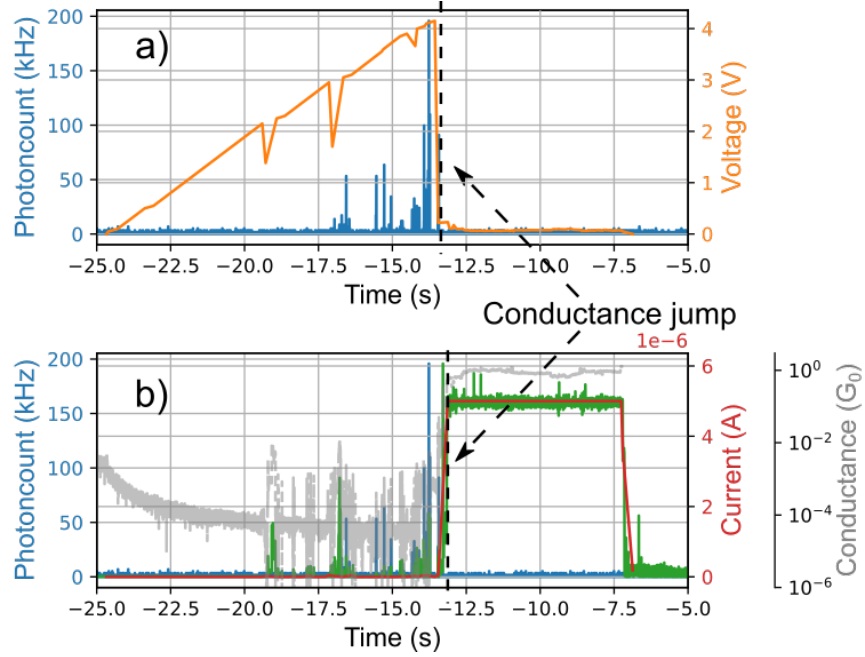 a)
Photoncount (kHz)
200
150
100
50
0
4
3
2
1
0
Voltage (V)
−25.0 −22.5 −20.0 −17.5 −15.0 −12.5 −10.0 −7.5 −5.0
Time (s)
Conductance jump
1e−6
b)
Photoncount (kHz)
200
150
100
50
0
6
4
2
0
Current (A)
10⁰
10⁻²
10⁻⁴
10⁻⁶
Conductance (G₀)
−25.0 −22.5 −20.0 −17.5 −15.0 −12.5 −10.0 −7.5 −5.0
Time (s)